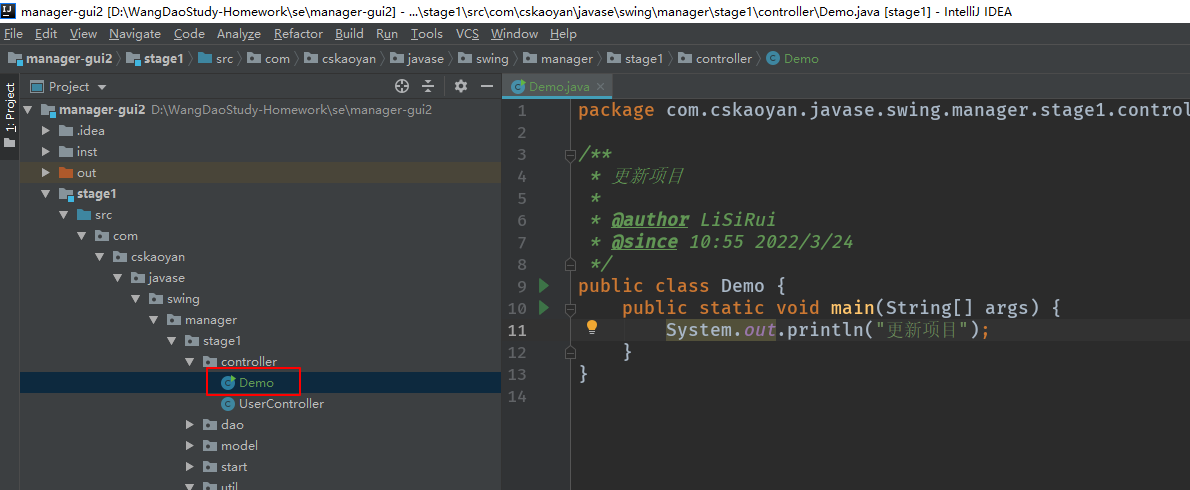 manager-gui2 [D:\WangDaoStudy-Homework\se\manager-gui2] - ...\stage1\src\com\cskaoyan\javase\swing\manager\stage1\controller\Demo.java [stage1] - IntelliJ IDEA
File Edit View Navigate Code Analyze Refactor Build Run Tools VCS Window Help
manager-gui2 stage1 src com cskaoyan javase swing manager stage1 controller Demo
1: Project
Project
manager-gui2 D:\WangDaoStudy-Homework\se\manager-gui2
.idea
inst
out
stage1
src
com
cskaoyan
javase
swing
manager
stage1
controller
Demo
UserController
dao
model
start
util
Demo.java
1 package com.cskaoyan.javase.swing.manager.stage1.control
2
3 /**
4 * 更新项目
5 *
6 * @author LiSiRui
7 * @since 10:55 2022/3/24
8 */
9 public class Demo {
10 public static void main(String[] args) {
11 System.out.println("更新项目");
12 }
13 }
14